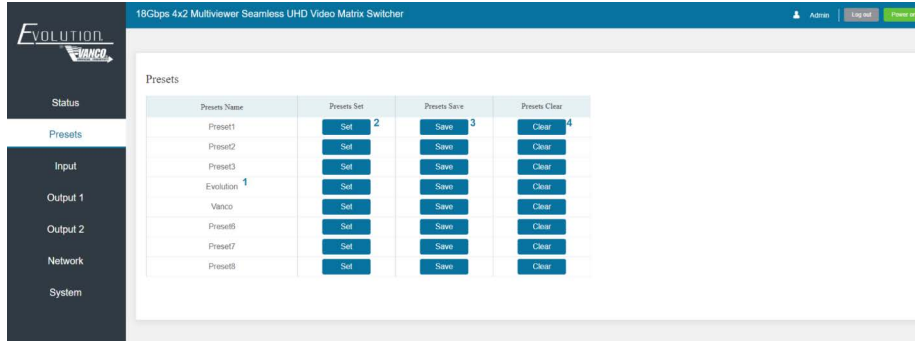 EVOLUTION
BY VANCO
18Gbps 4x2 Multiviewer Seamless UHD Video Matrix Switcher
Admin
Log out
Power on
Status
Presets
Input
Output 1
Output 2
Network
System
Presets
Presets Name Presets Set Presets Save Presets Clear
Preset1 Set 2 Save 3 Clear 4
Preset2 Set Save Clear
Preset3 Set Save Clear
Evolution 1 Set Save Clear
Vanco Set Save Clear
Preset6 Set Save Clear
Preset7 Set Save Clear
Preset8 Set Save Clear